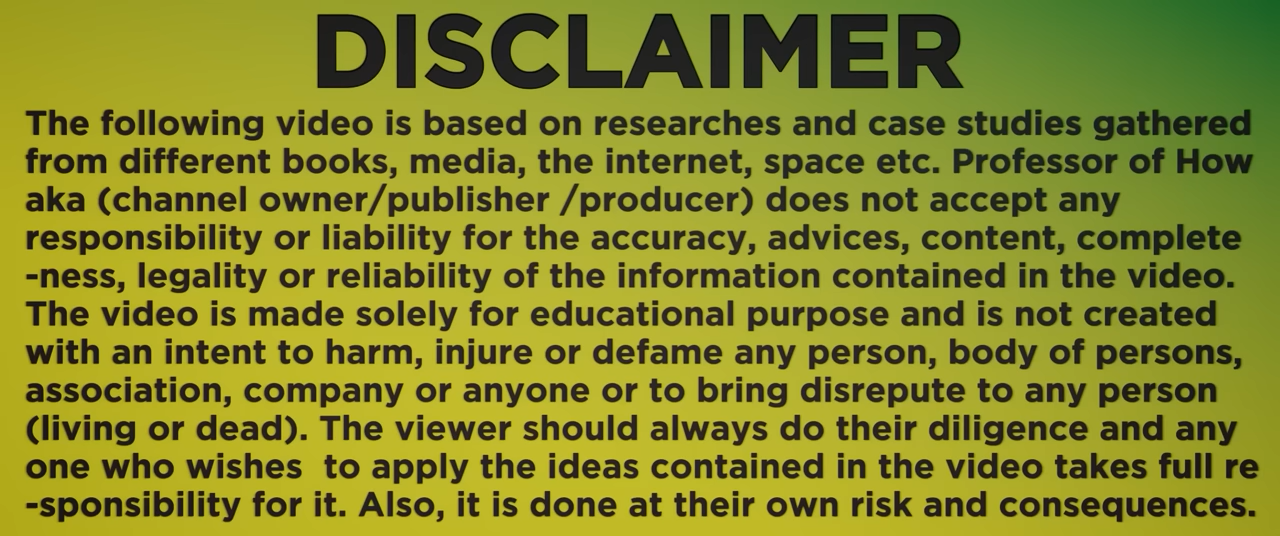 DISCLAIMER
The following video is based on researches and case studies gathered
from different books, media, the internet, space etc. Professor of How
aka (channel owner/publisher /producer) does not accept any
responsibility or liability for the accuracy, advices, content, complete
-ness, legality or reliability of the information contained in the video.
The video is made solely for educational purpose and is not created
with an intent to harm, injure or defame any person, body of persons,
association, company or anyone or to bring disrepute to any person
(living or dead). The viewer should always do their diligence and any
one who wishes  to apply the ideas contained in the video takes full re
-sponsibility for it. Also, it is done at their own risk and consequences.